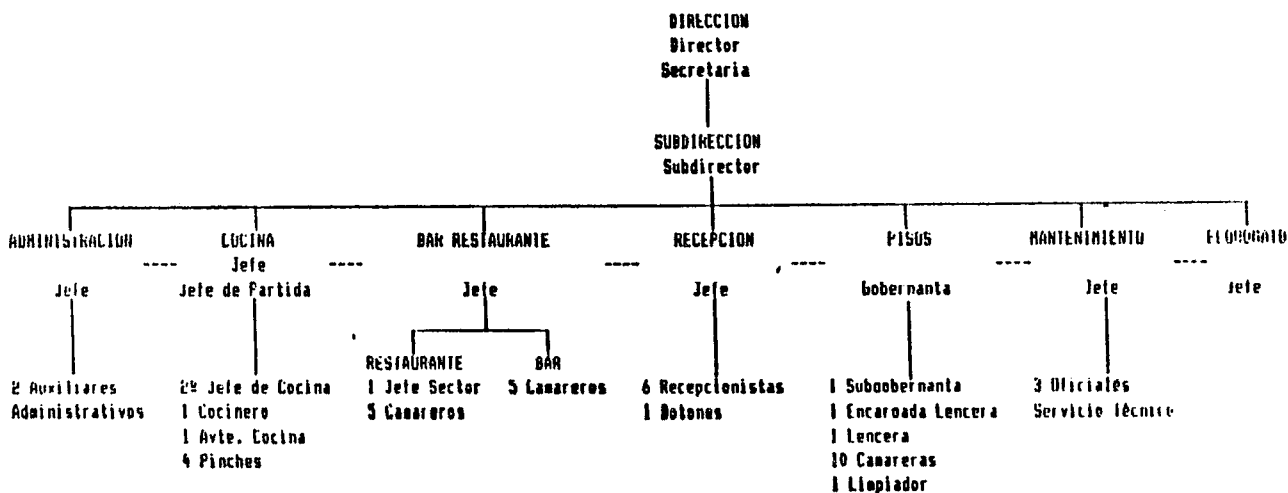 DIRECCION
Director
Secretaria
SUBDIRECCION
Subdirector
ADMINISTRACION
Jefe
2 Auxiliares
Administrativos
COCINA
Jefe
Jefe de Partida
2º Jefe de Cocina
1 Cocinero
1 Ayte. Cocina
4 Pinches
BAR RESTAURANTE
Jefe
RESTAURANTE
1 Jefe Sector
5 Camareros
BAR
5 Camareros
RECEPCION
Jefe
6 Recepcionistas
1 Botones
PISOS
Gobernanta
1 Subgobernanta
1 Encargada Lencera
1 Lencera
10 Camareras
1 Limpiador
MANTENIMIENTO
Jefe
3 Oficiales
Servicio Técnico
ECONOMATO
Jefe